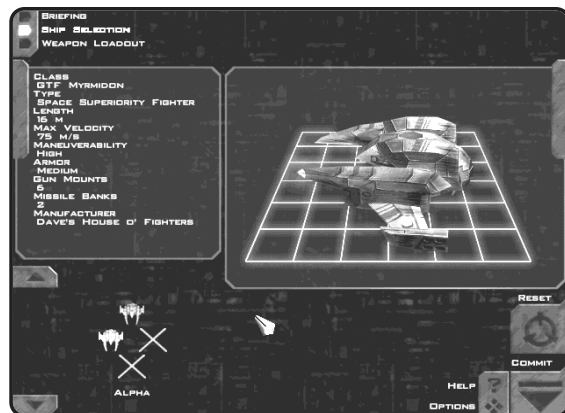 BRIEFING
SHIP SELECTION
WEAPON LOADOUT
CLASS
GTF MYRMIDON
TYPE
SPACE SUPERIORITY FIGHTER
LENGTH
16 M
MAX VELOCITY
75 M/S
MANEUVERABILITY
HIGH
ARMOR
MEDIUM
GUN MOUNTS
6
MISSILE BANKS
2
MANUFACTURER
DAVE'S HOUSE O' FIGHTERS
ALPHA
RESET
COMMIT
HELP
?
OPTIONS